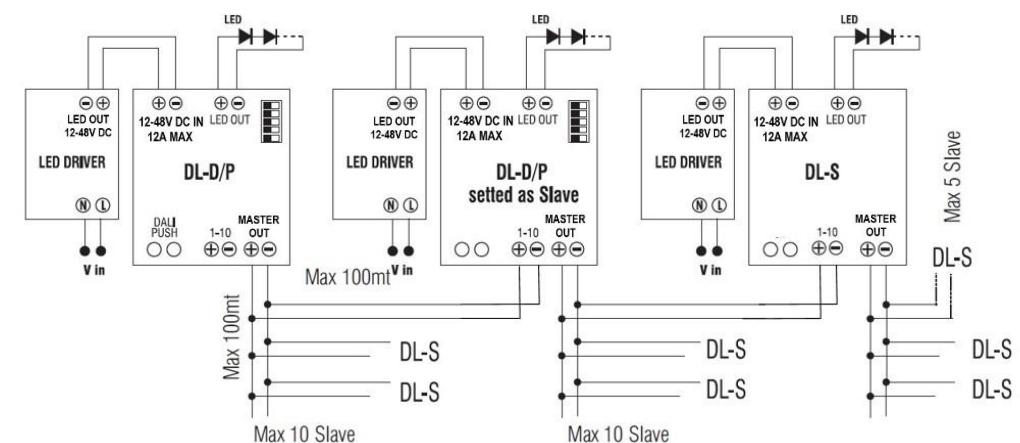 LED
⊖ ⊕
LED OUT
12-48V DC
LED DRIVER
N L
V in
⊕ ⊖ ⊕ ⊖
12-48V DC IN LED OUT
12A MAX
DL-D/P
DALI
PUSH
1-10
MASTER
OUT
⊕ ⊖ ⊕ ⊖
Max 100mt
Max 100mt
DL-S
DL-S
Max 10 Slave
LED
⊖ ⊕
LED OUT
12-48V DC
LED DRIVER
N L
V in
⊕ ⊖ ⊕ ⊖
12-48V DC IN LED OUT
12A MAX
DL-D/P
setted as Slave
1-10
MASTER
OUT
⊕ ⊖ ⊕ ⊖
DL-S
DL-S
Max 10 Slave
LED
⊖ ⊕
LED OUT
12-48V DC
LED DRIVER
N L
V in
⊕ ⊖ ⊕ ⊖
12-48V DC IN LED OUT
12A MAX
DL-S
1-10
MASTER
OUT
⊕ ⊖ ⊕ ⊖
Max 5 Slave
DL-S
DL-S
DL-S